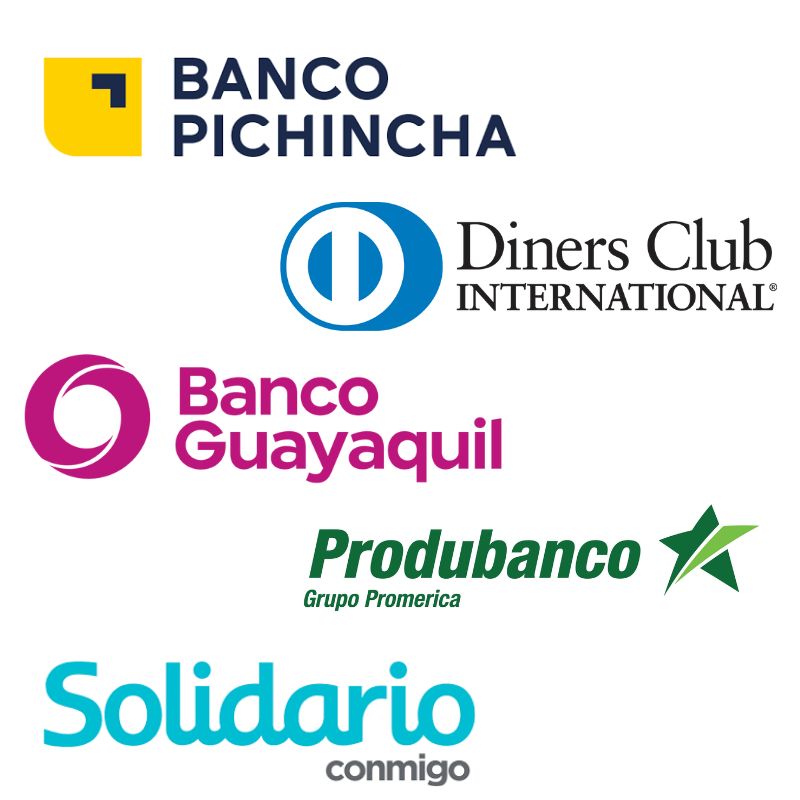 BANCO
PICHINCHA
Diners Club
INTERNATIONAL®
Banco
Guayaquil
Produbanco
Grupo Promerica
Solidario
conmigo